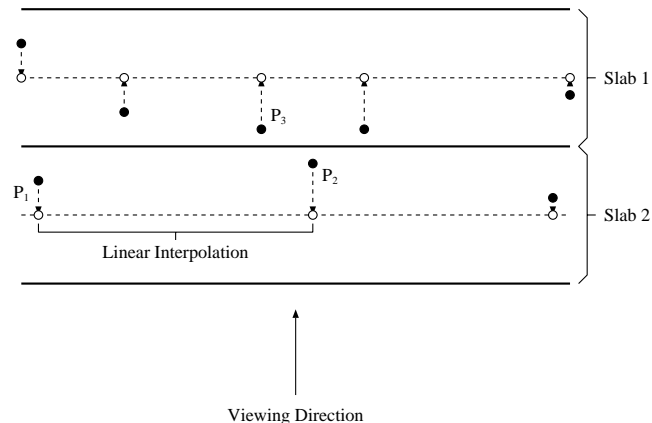 Slab 1
P3
P1
P2
Slab 2
Linear Interpolation
Viewing Direction